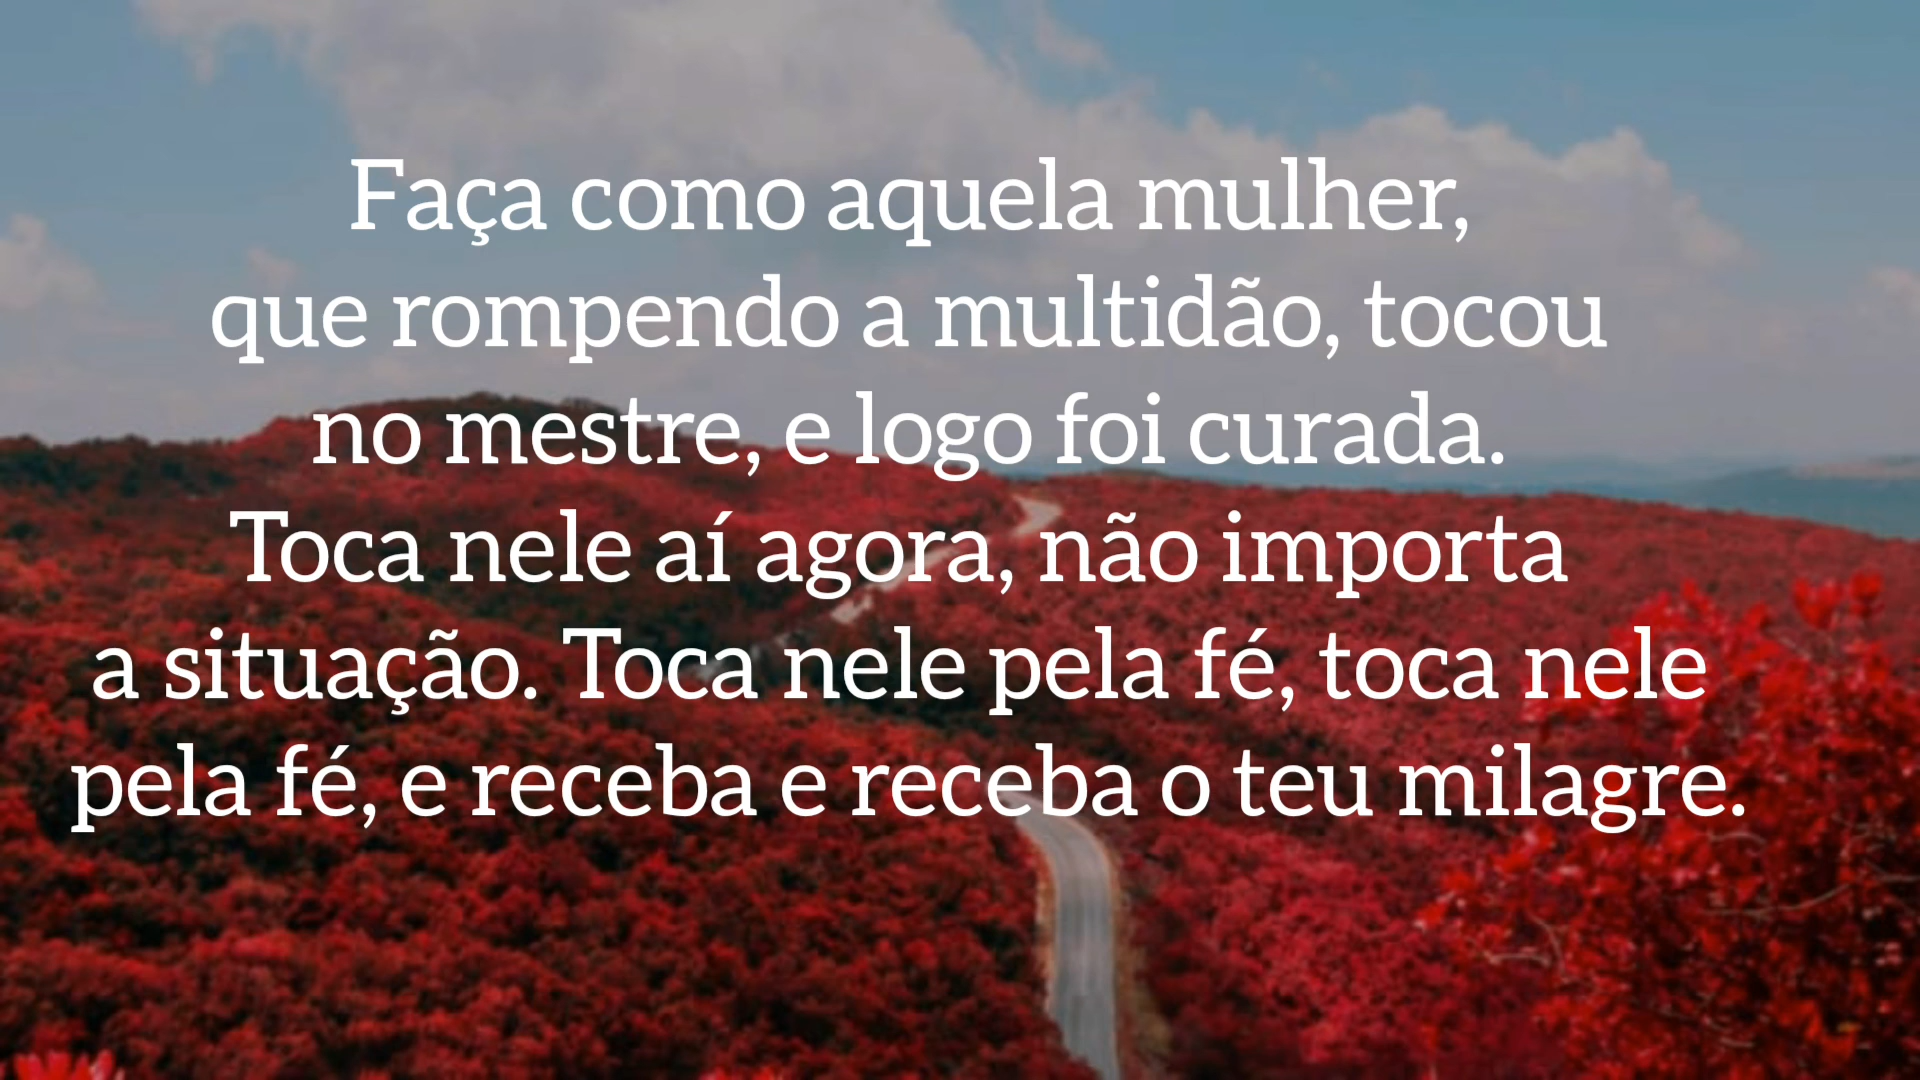 Faça como aquela mulher,
que rompendo a multidão, tocou
no mestre, e logo foi curada.
Toca nele aí agora, não importa
a situação. Toca nele pela fé, toca nele
pela fé, e receba e receba o teu milagre.